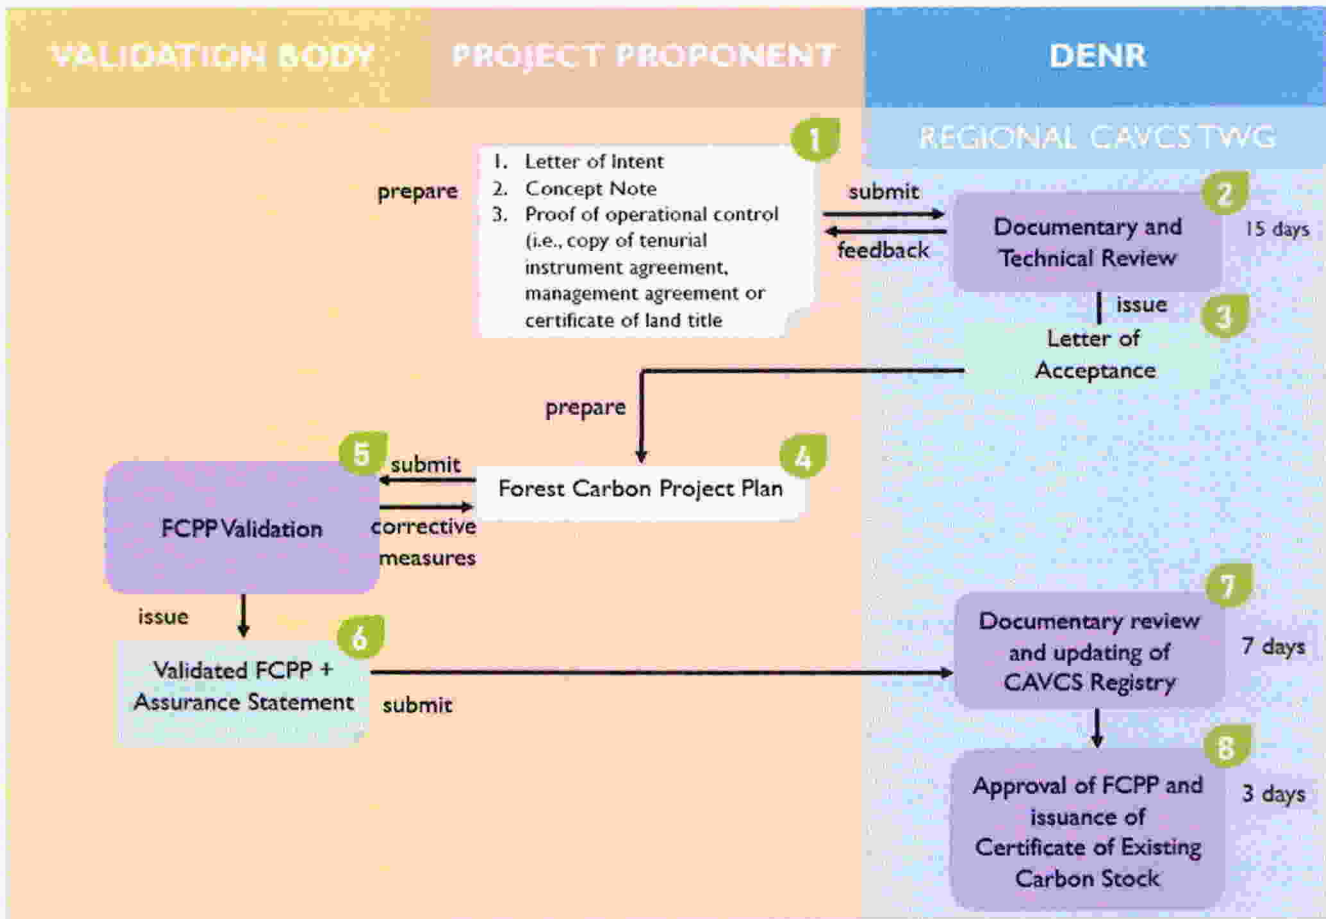 VALIDATION BODY
PROJECT PROPONENT
DENR
REGIONAL CAVCS TWG
1
prepare
1. Letter of Intent
2. Concept Note
3. Proof of operational control
(i.e., copy of tenurial
instrument agreement,
management agreement or
certificate of land title
submit
feedback
2
Documentary and
Technical Review
15 days
issue
3
Letter of
Acceptance
prepare
4
Forest Carbon Project Plan
5
submit
FCPP Validation
corrective
measures
issue
6
Validated FCPP +
Assurance Statement
submit
7
Documentary review
and updating of
CAVCS Registry
7 days
8
Approval of FCPP and
issuance of
Certificate of Existing
Carbon Stock
3 days